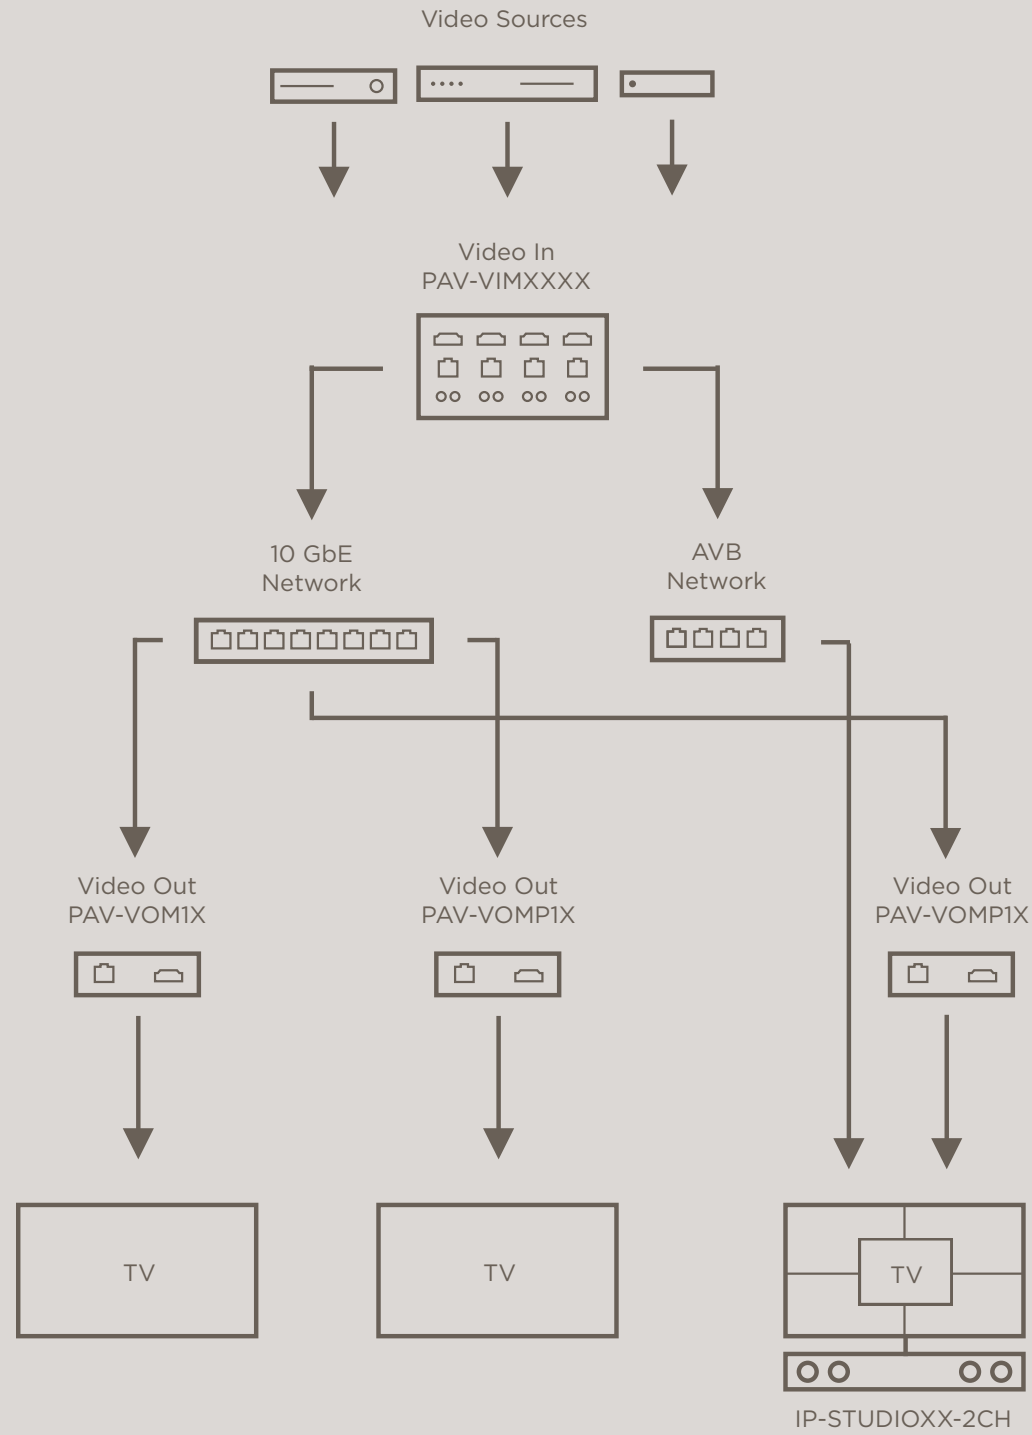 Video Sources
Video In
PAV-VIMXXXX
10 GbE
Network
AVB
Network
Video Out
PAV-VOM1X
Video Out
PAV-VOMP1X
Video Out
PAV-VOMP1X
TV
TV
TV
IP-STUDIOXX-2CH